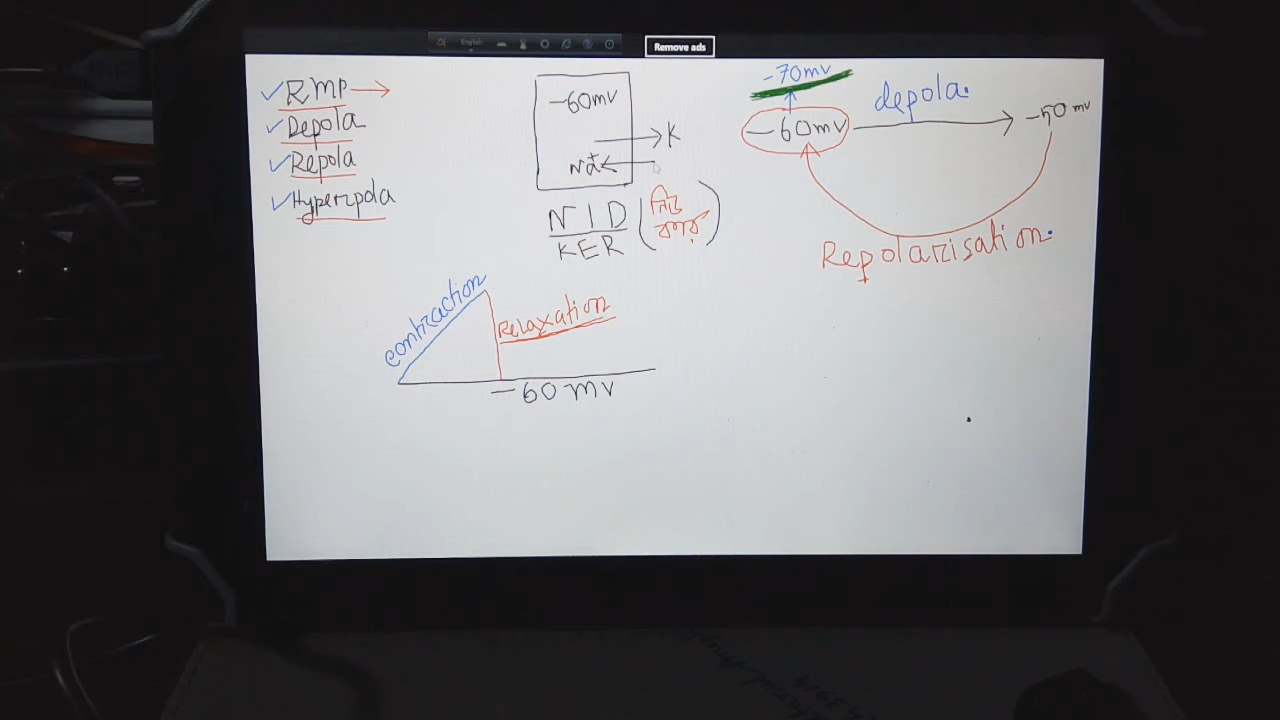 English
Remove ads
RMP →
Depola
Repola
Hyperpola
-60mv
K
Na+
NID
KER
(নিড
কার)
-70mv
-60mv
depola.
-50 mv
Repolarisation.
contraction
Relaxation
-60 mv